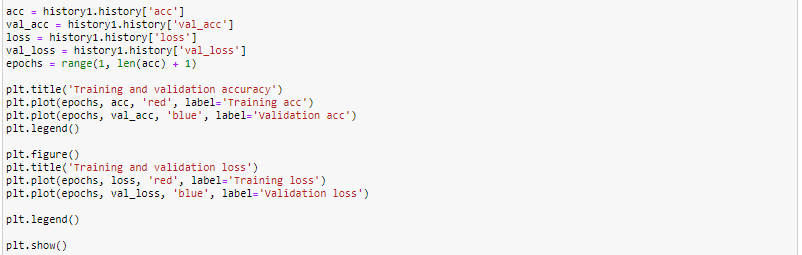 acc = history1.history['acc']
val_acc = history1.history['val_acc']
loss = history1.history['loss']
val_loss = history1.history['val_loss']
epochs = range(1, len(acc) + 1)
plt.title('Training and validation accuracy')
plt.plot(epochs, acc, 'red', label='Training acc')
plt.plot(epochs, val_acc, 'blue', label='Validation acc')
plt.legend()
plt.figure()
plt.title('Training and validation loss')
plt.plot(epochs, loss, 'red', label='Training loss')
plt.plot(epochs, val_loss, 'blue', label='Validation loss')
plt.legend()
plt.show()